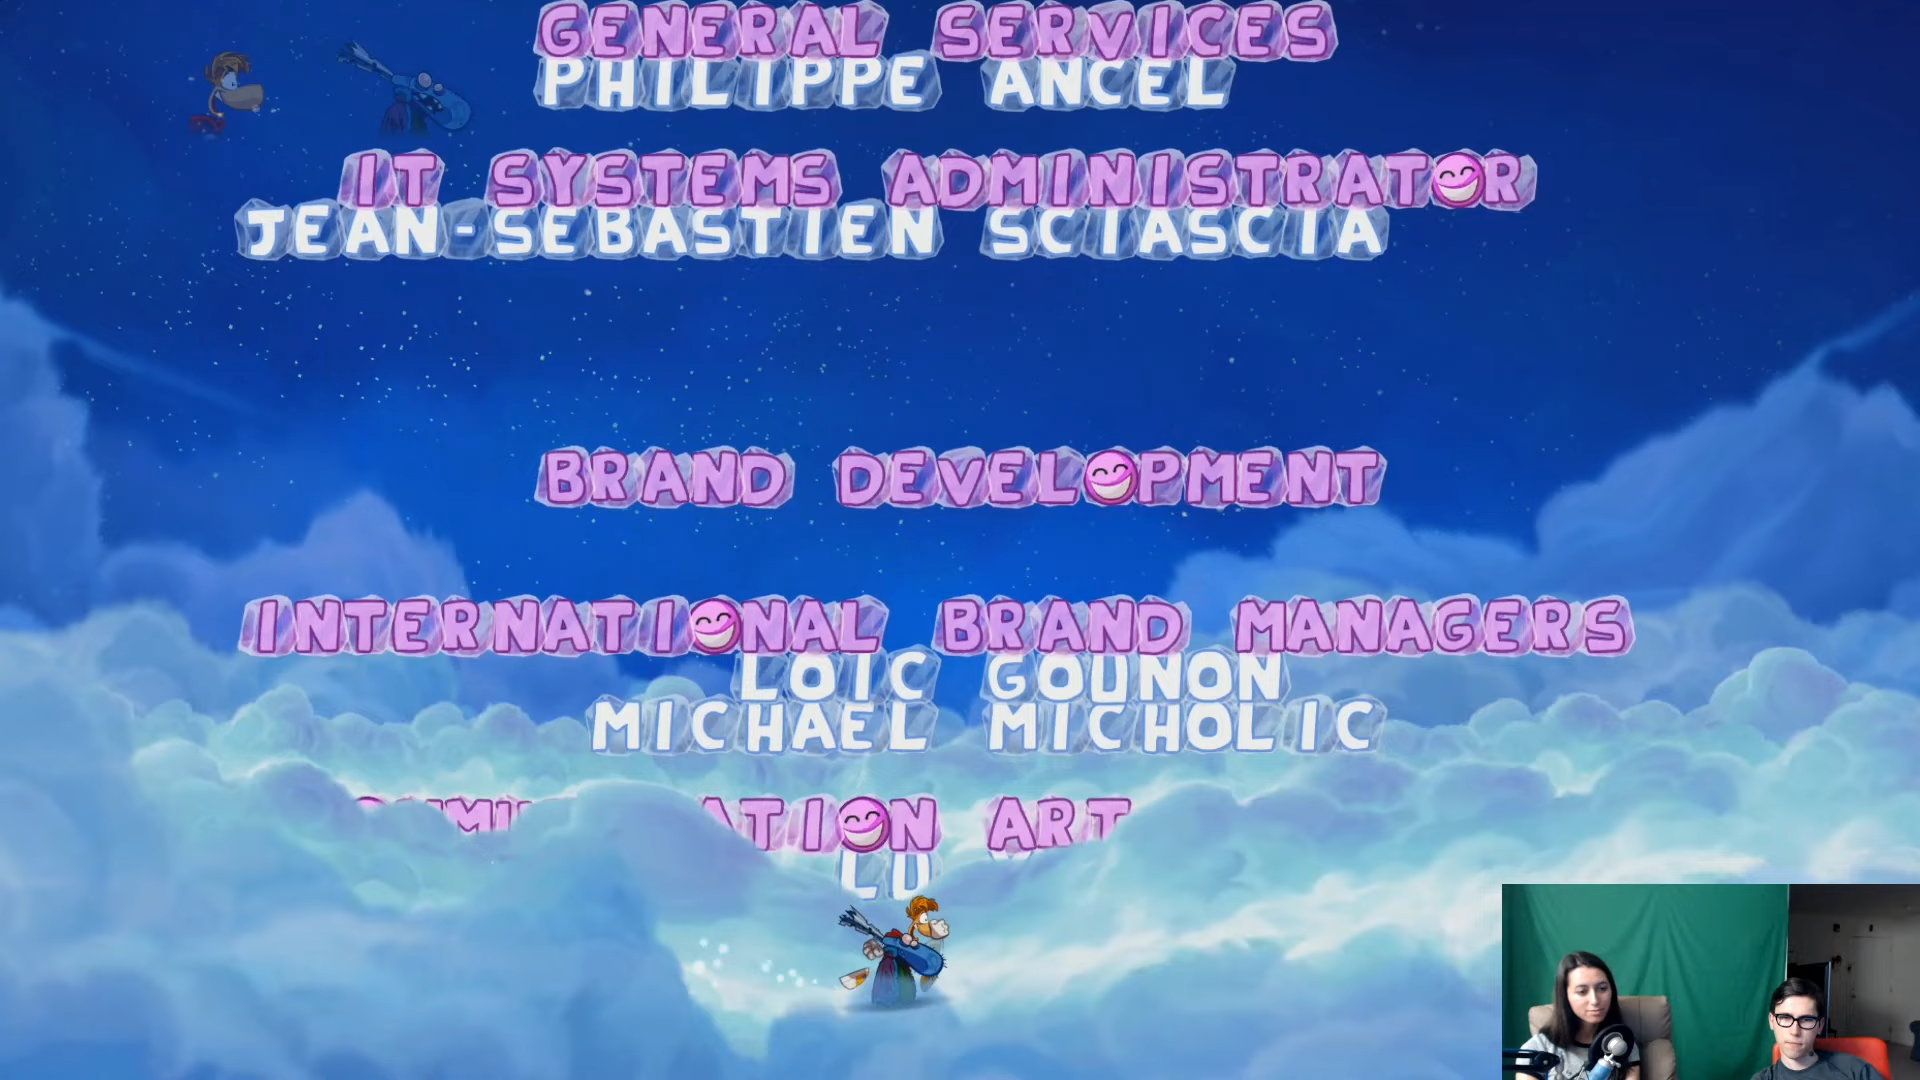 GENERAL SERVICES
PHILIPPE ANCEL
IT SYSTEMS ADMINISTRATOR
JEAN-SEBASTIEN SCIASCIA
BRAND DEVELOPMENT
INTERNATIONAL BRAND MANAGERS
LOIC GOUNON
MICHAEL MICHOLIC
ART